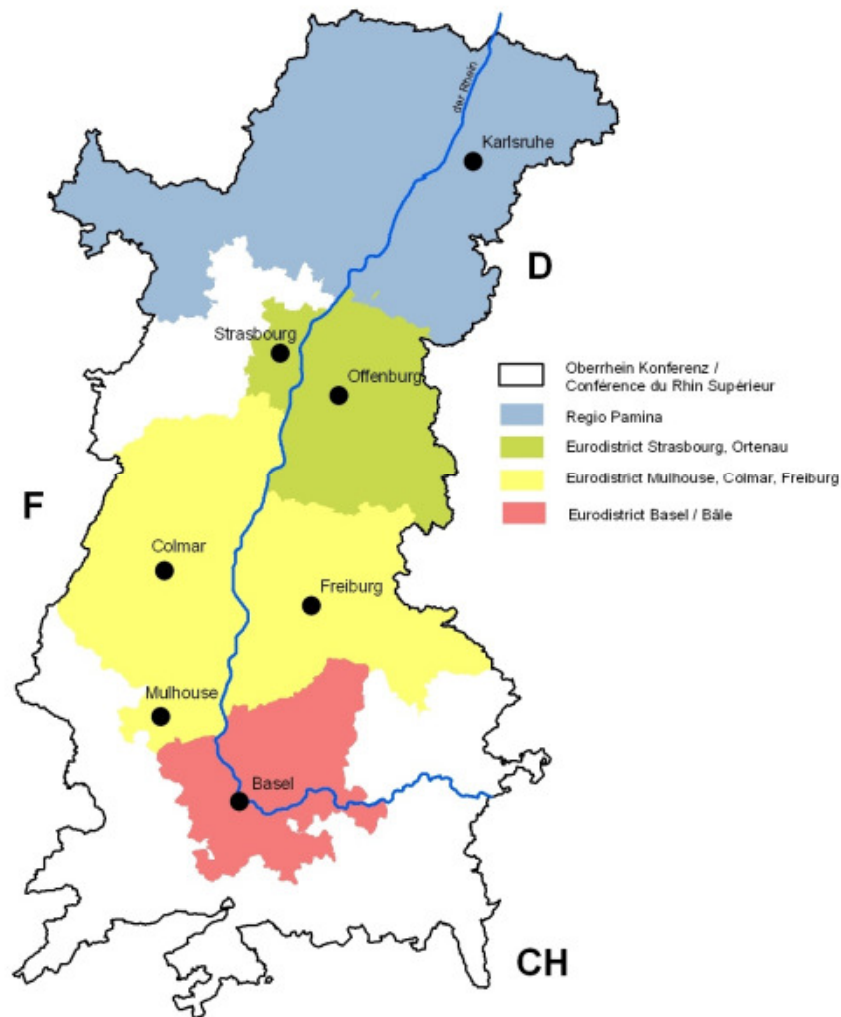 der Rhein
Karlsruhe
D
Strasbourg
Offenburg
Oberrhein Konferenz /
Conférence du Rhin Supérieur
Regio Pamina
Eurodistrict Strasbourg, Ortenau
Eurodistrict Mulhouse, Colmar, Freiburg
Eurodistrict Basel / Bâle
F
Colmar
Freiburg
Mulhouse
Basel
CH